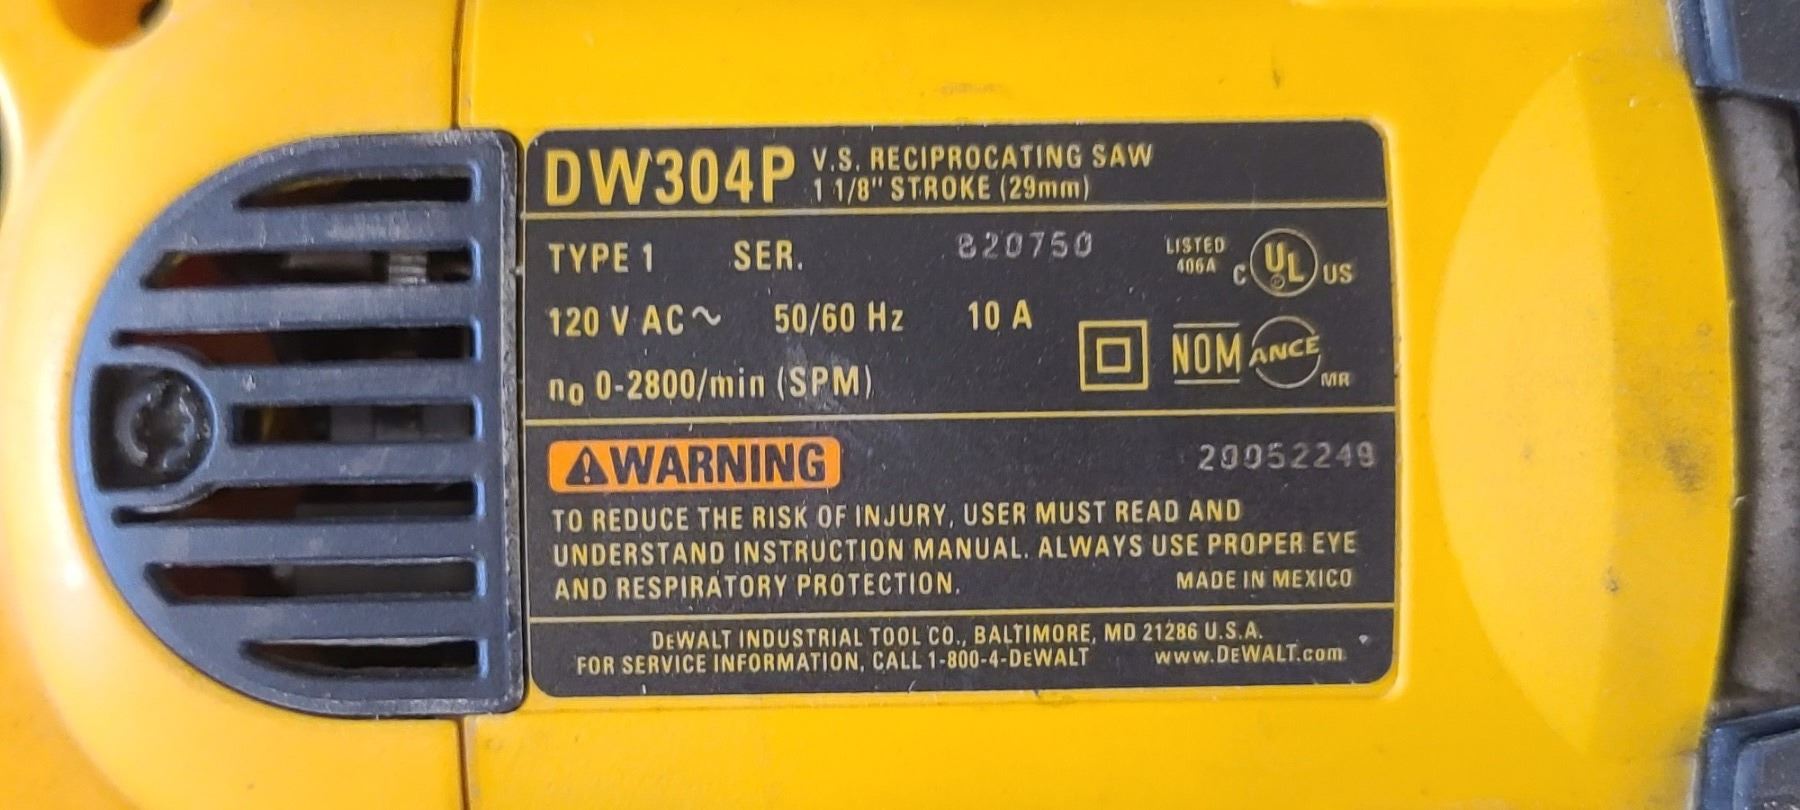 DW304P V.S. RECIPROCATING SAW
1 1/8" STROKE (29mm)
TYPE 1 SER. 820750 LISTED 406A C UL US
120 V AC~ 50/60 Hz 10 A
NOM ANCE MR
no 0-2800/min (SPM)
⚠WARNING 20052249
TO REDUCE THE RISK OF INJURY, USER MUST READ AND
UNDERSTAND INSTRUCTION MANUAL. ALWAYS USE PROPER EYE
AND RESPIRATORY PROTECTION. MADE IN MEXICO
DEWALT INDUSTRIAL TOOL CO., BALTIMORE, MD 21286 U.S.A.
FOR SERVICE INFORMATION, CALL 1-800-4-DEWALT www.DEWALT.com